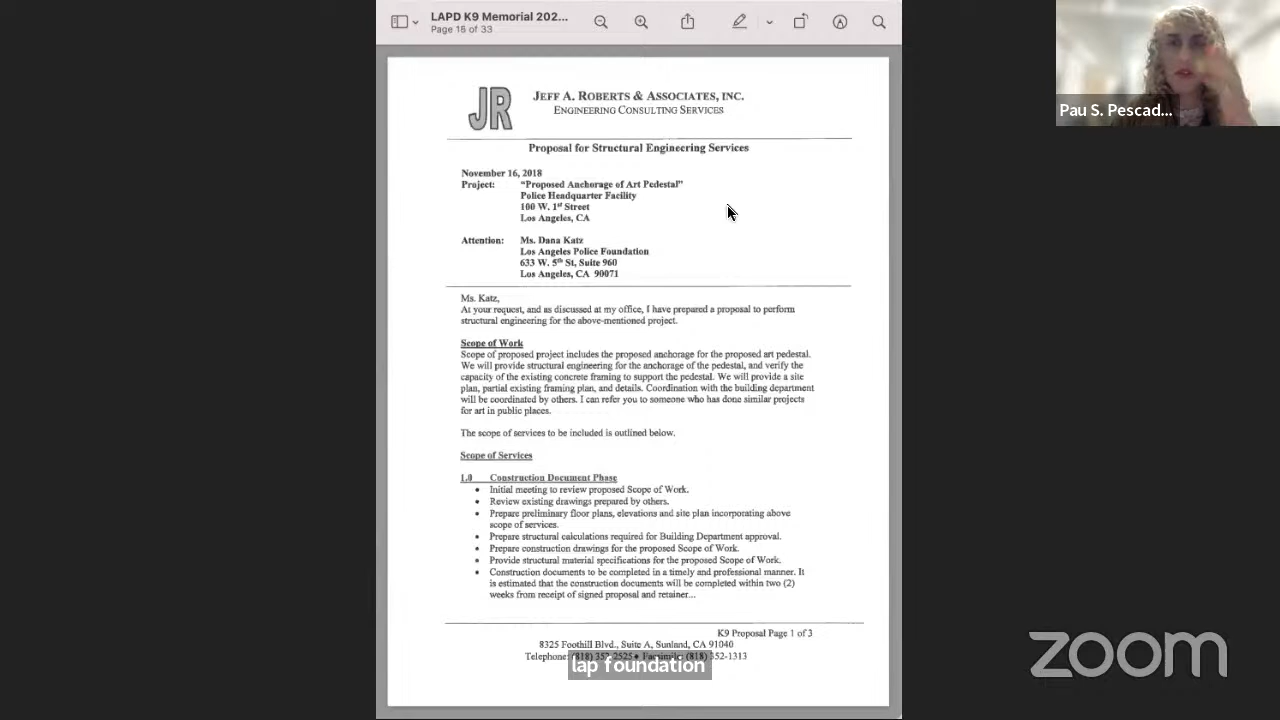 LAPD K9 Memorial 202...
Page 16 of 33
Pau S. Pescad...
JR
JEFF A. ROBERTS & ASSOCIATES, INC.
ENGINEERING CONSULTING SERVICES
Proposal for Structural Engineering Services
November 16, 2018
Project: "Proposed Anchorage of Art Pedestal"
Police Headquarter Facility
100 W. 1st Street
Los Angeles, CA
Attention: Ms. Dana Katz
Los Angeles Police Foundation
633 W. 5th St, Suite 960
Los Angeles, CA 90071
Ms. Katz,
At your request, and as discussed at my office, I have prepared a proposal to perform
structural engineering for the above-mentioned project.
Scope of Work
Scope of proposed project includes the proposed anchorage for the proposed art pedestal.
We will provide structural engineering for the anchorage of the pedestal, and verify the
capacity of the existing concrete framing to support the pedestal. We will provide a site
plan, partial existing framing plan, and details. Coordination with the building department
will be coordinated by others. I can refer you to someone who has done similar projects
for art in public places.
The scope of services to be included is outlined below.
Scope of Services
1.0 Construction Document Phase
• Initial meeting to review proposed Scope of Work.
• Review existing drawings prepared by others.
• Prepare preliminary floor plans, elevations and site plan incorporating above
scope of services.
• Prepare structural calculations required for Building Department approval.
• Prepare construction drawings for the proposed Scope of Work.
• Provide structural material specifications for the proposed Scope of Work.
• Construction documents to be completed in a timely and professional manner. It
is estimated that the construction documents will be completed within two (2)
weeks from receipt of signed proposal and retainer...
K9 Proposal Page 1 of 3
8325 Foothill Blvd., Suite A, Sunland, CA 91040
Telephone: (818) 352-2525 • Facsimile: (818) 352-1313
lap foundation
zoom